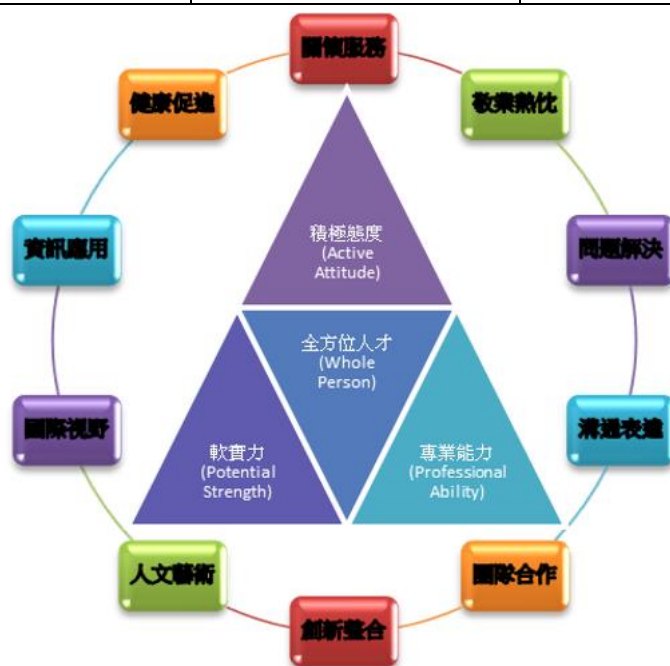 關懷服務
健康促進
敬業熱忱
積極態度
(Active
Attitude)
資訊應用
問題解決
全方位人才
(Whole
Person)
國際視野
溝通表達
軟實力
(Potential
Strength)
專業能力
(Professional
Ability)
人文藝術
團隊合作
創新整合